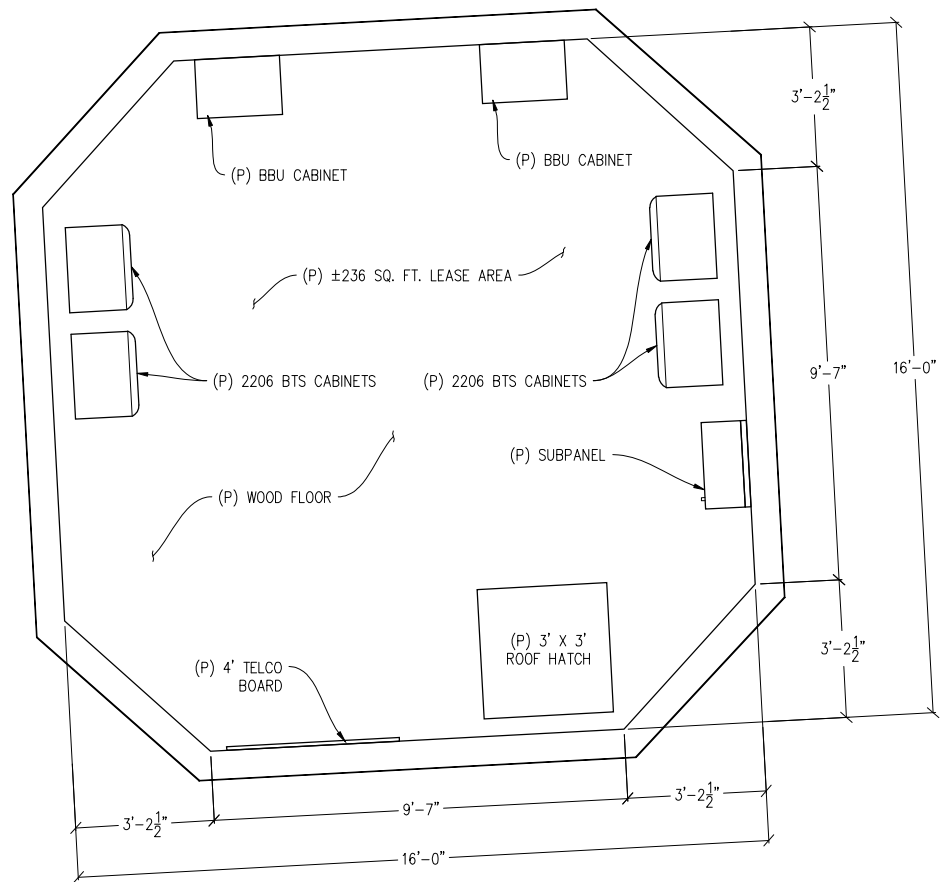 3'-2½"
(P) BBU CABINET
(P) BBU CABINET
(P) ±236 SQ. FT. LEASE AREA
(P) 2206 BTS CABINETS
(P) 2206 BTS CABINETS
9'-7"
16'-0"
(P) SUBPANEL
(P) WOOD FLOOR
(P) 3' X 3'
ROOF HATCH
3'-2½"
(P) 4' TELCO
BOARD
3'-2½"
9'-7"
3'-2½"
16'-0"